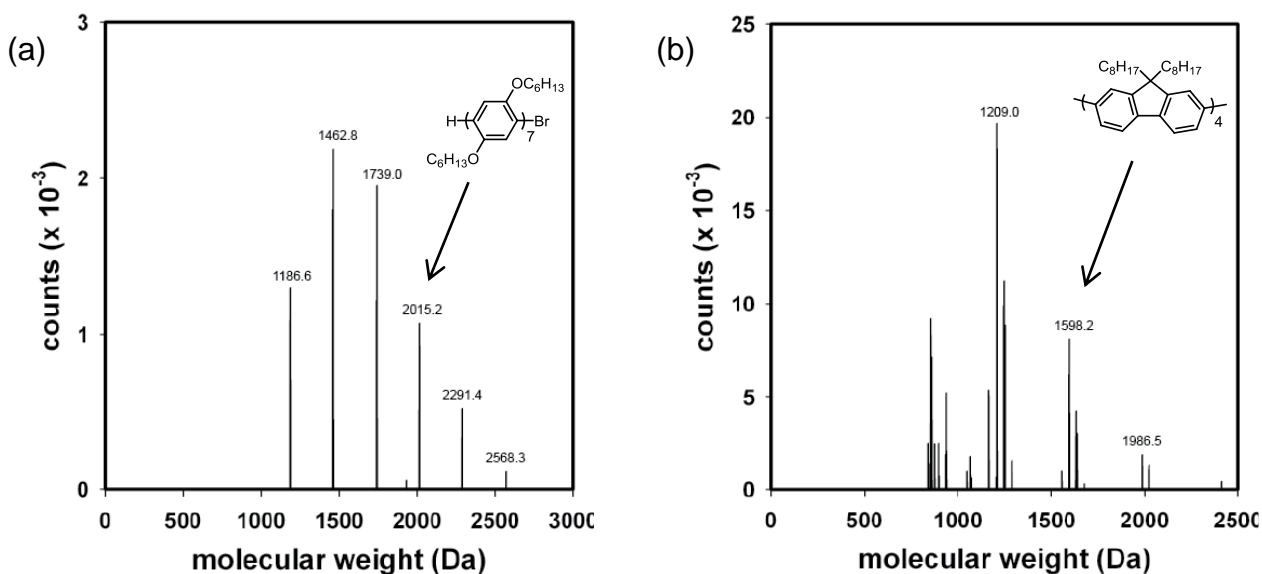 (a)
3
2
1
0
counts (x 10⁻³)
0 500 1000 1500 2000 2500 3000
molecular weight (Da)
1186.6
1462.8
1739.0
2015.2
2291.4
2568.3
OC₆H₁₃
H
Br
7
C₆H₁₃O
(b)
25
20
15
10
5
0
counts (x 10⁻³)
0 500 1000 1500 2000 2500
molecular weight (Da)
1209.0
1598.2
1986.5
C₈H₁₇ C₈H₁₇
4